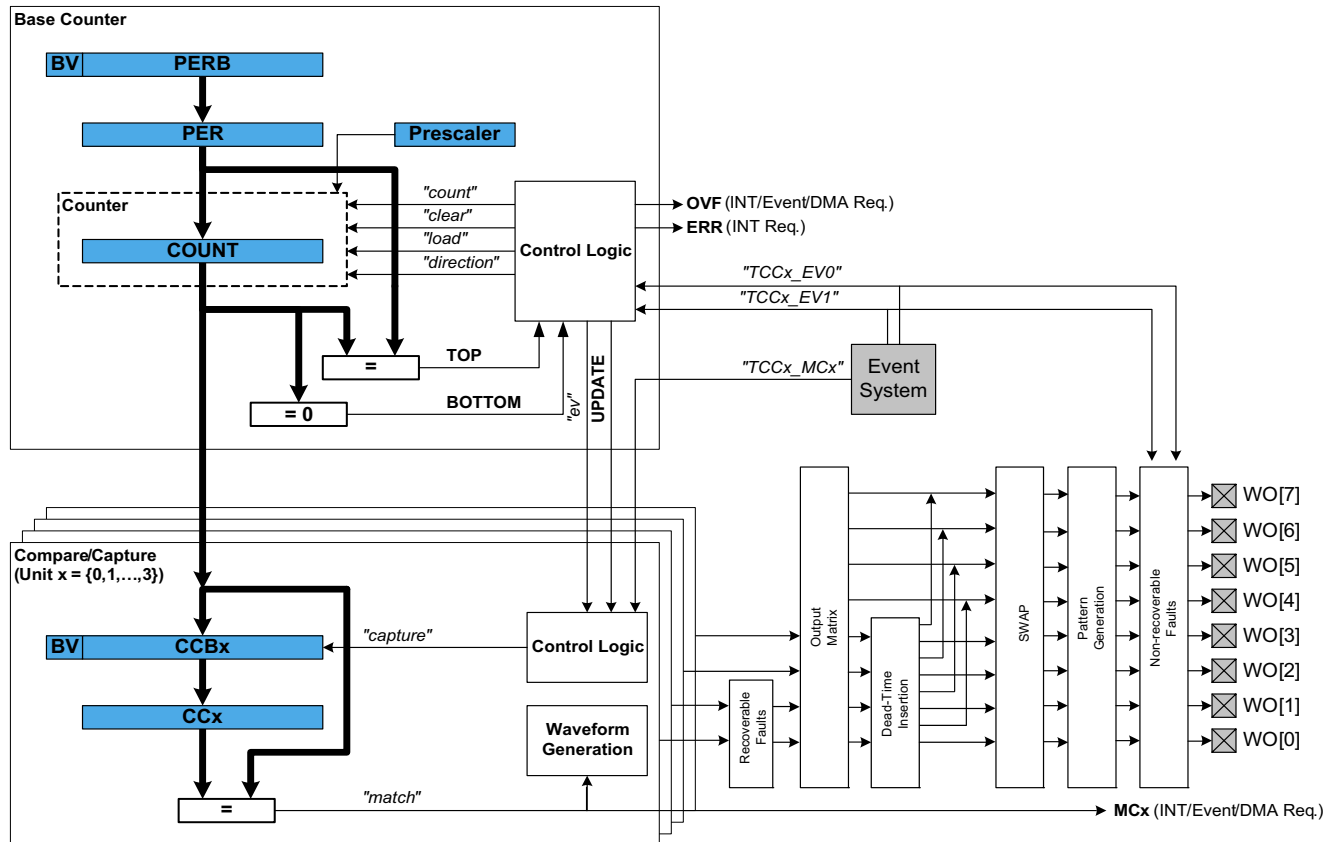 Base Counter
BV
PERB
PER
Prescaler
Counter
COUNT
"count"
"clear"
"load"
"direction"
Control Logic
OVF (INT/Event/DMA Req.)
ERR (INT Req.)
"TCCx_EV0"
"TCCx_EV1"
"TCCx_MCx"
Event
System
=
TOP
= 0
BOTTOM
"ev"
UPDATE
Compare/Capture
(Unit x = {0,1,…,3})
BV
CCBx
"capture"
Control Logic
CCx
Waveform
Generation
=
"match"
Recoverable
Faults
Output
Matrix
Dead-Time
Insertion
SWAP
Pattern
Generation
Non-recoverable
Faults
WO[7]
WO[6]
WO[5]
WO[4]
WO[3]
WO[2]
WO[1]
WO[0]
MCx (INT/Event/DMA Req.)